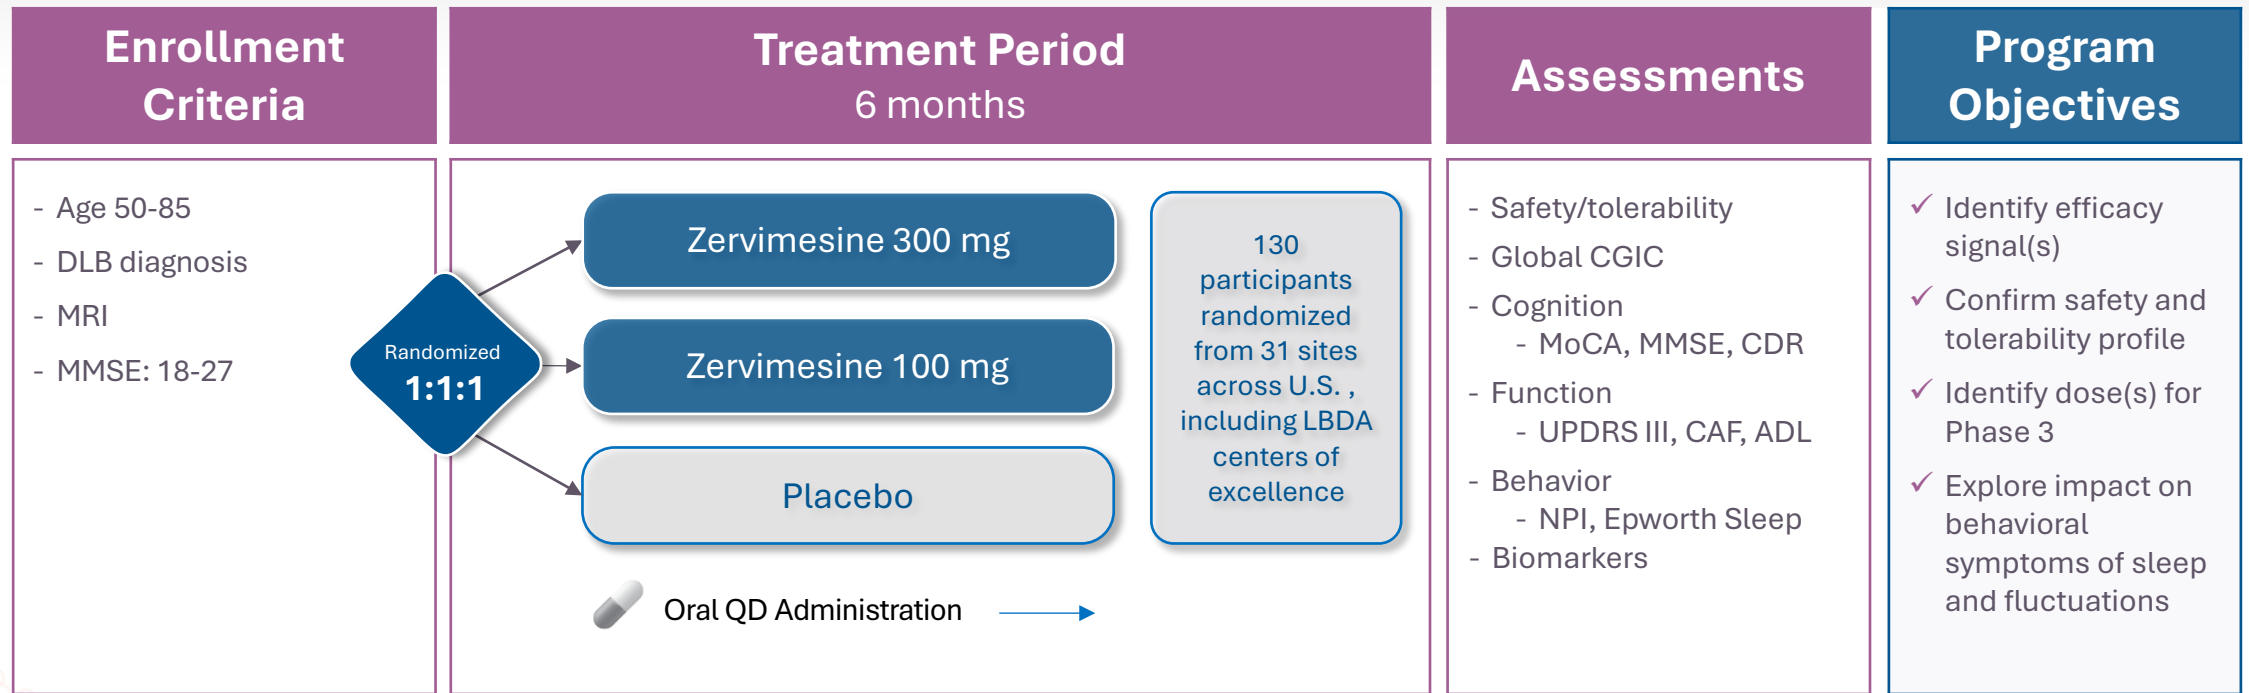 Enrollment
Criteria
Treatment Period
6 months
Assessments
Program
Objectives
- Age 50-85
- DLB diagnosis
- MRI
- MMSE: 18-27
Randomized
1:1:1
Zervimesine 300 mg
Zervimesine 100 mg
Placebo
Oral QD Administration
130
participants
randomized
from 31 sites
across U.S. ,
including LBDA
centers of
excellence
- Safety/tolerability
- Global CGIC
- Cognition
- MoCA, MMSE, CDR
- Function
- UPDRS III, CAF, ADL
- Behavior
- NPI, Epworth Sleep
- Biomarkers
✓ Identify efficacy
signal(s)
✓ Confirm safety and
tolerability profile
✓ Identify dose(s) for
Phase 3
✓ Explore impact on
behavioral
symptoms of sleep
and fluctuations